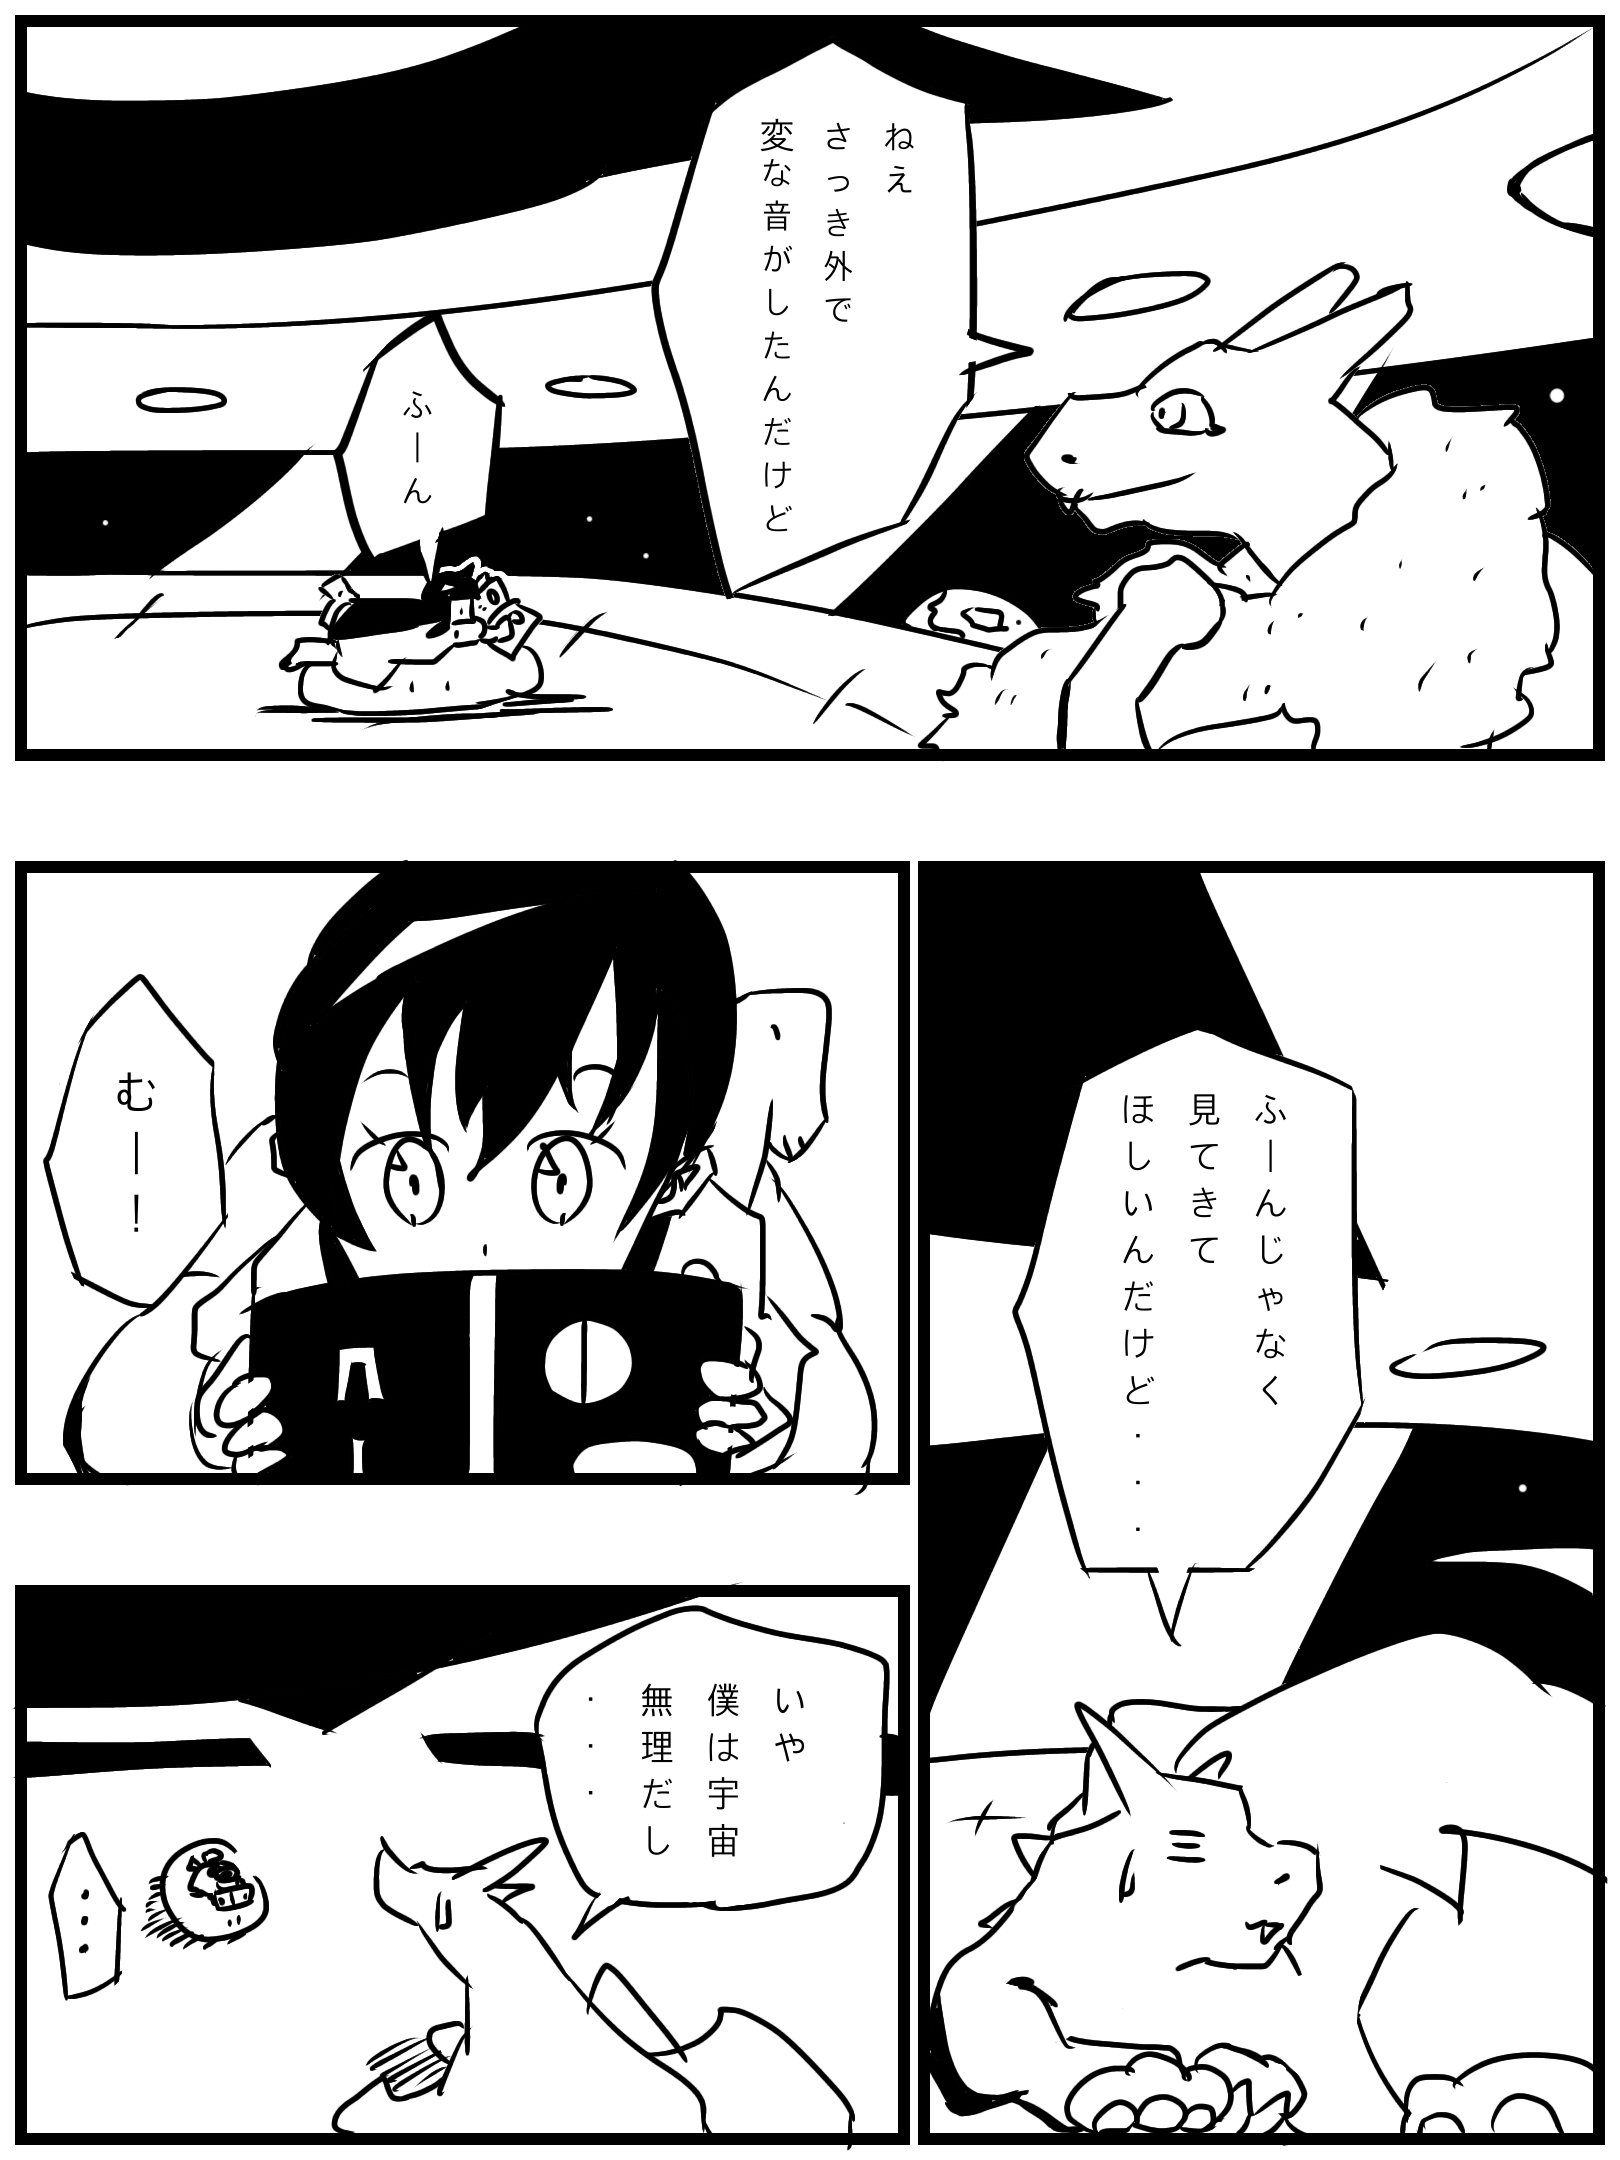 ねえ
さっき外で
変な音がしたんだけど
ふーん
ふーんじゃなく
見てきて
ほしいんだけど...
むー!
いや
僕は宇宙
無理だし
...
...